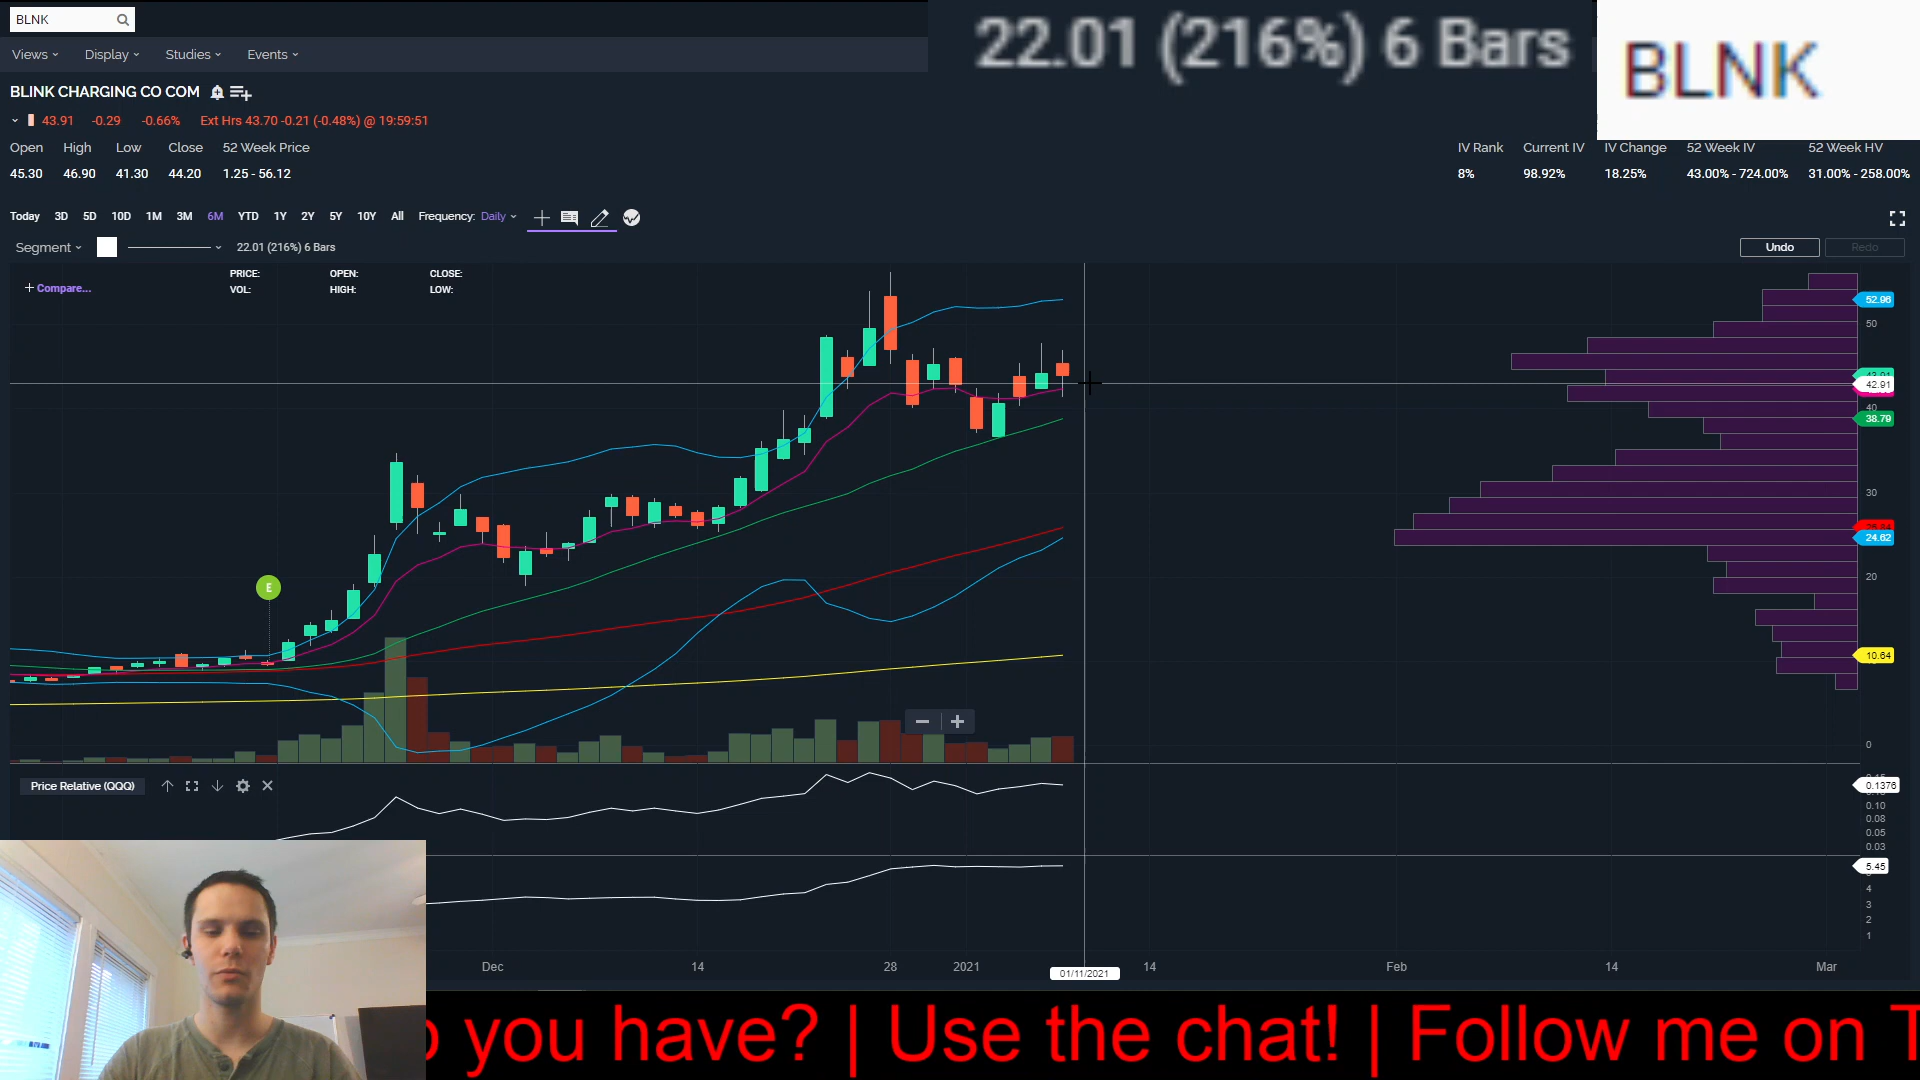 BLNK
22.01 (216%) 6 Bars
BLNK
Views Display Studies Events
BLINK CHARGING CO COM
43.91 -0.29 -0.66% Ext Hrs 43.70 -0.21 (-0.48%) @ 19:59:51
Open High Low Close 52 Week Price
45.30 46.90 41.30 44.20 1.25 - 56.12
IV Rank Current IV IV Change 52 Week IV 52 Week HV
8% 98.92% 18.25% 43.00% - 724.00% 31.00% - 258.00%
Today 3D 5D 10D 1M 3M 6M YTD 1Y 2Y 5Y 10Y All Frequency: Daily
Segment 22.01 (216%) 6 Bars
Undo Redo
PRICE: OPEN: CLOSE:
VOL: HIGH: LOW:
+ Compare...
E
52.96
50
42.91
40
38.79
30
24.62
20
10.64
0
Price Relative (QQQ)
0.1376
0.10
0.08
0.05
0.03
5.45
4
3
2
1
Dec 14 28 2021 01/11/2021 14 Feb 14 Mar
you have? | Use the chat! | Follow me on T